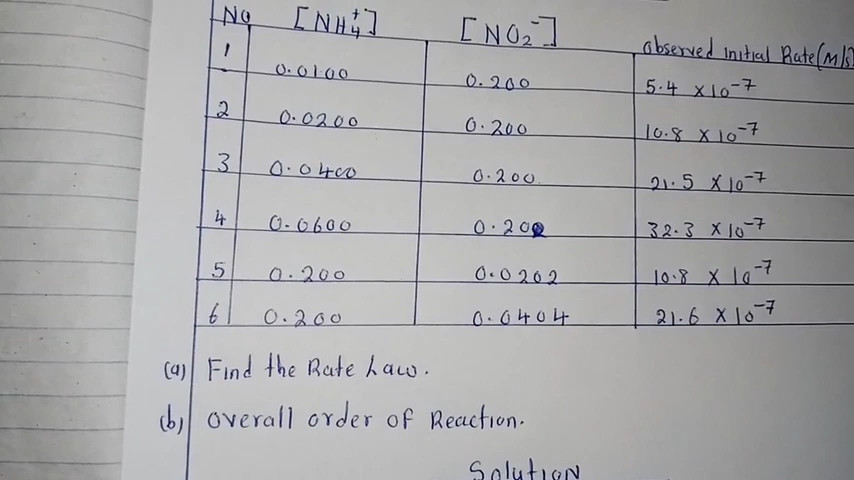 No [NH₄⁺] [NO₂⁻] observed initial Rate (M/s)
1 0.0100 0.200 5.4 ×10⁻⁷
2 0.0200 0.200 10.8 ×10⁻⁷
3 0.0400 0.200 21.5 ×10⁻⁷
4 0.0600 0.200 32.3 ×10⁻⁷
5 0.200 0.0202 10.8 × 10⁻⁷
6 0.200 0.0404 21.6 ×10⁻⁷
(a) Find the Rate Law.
(b) Overall order of Reaction.
Solution